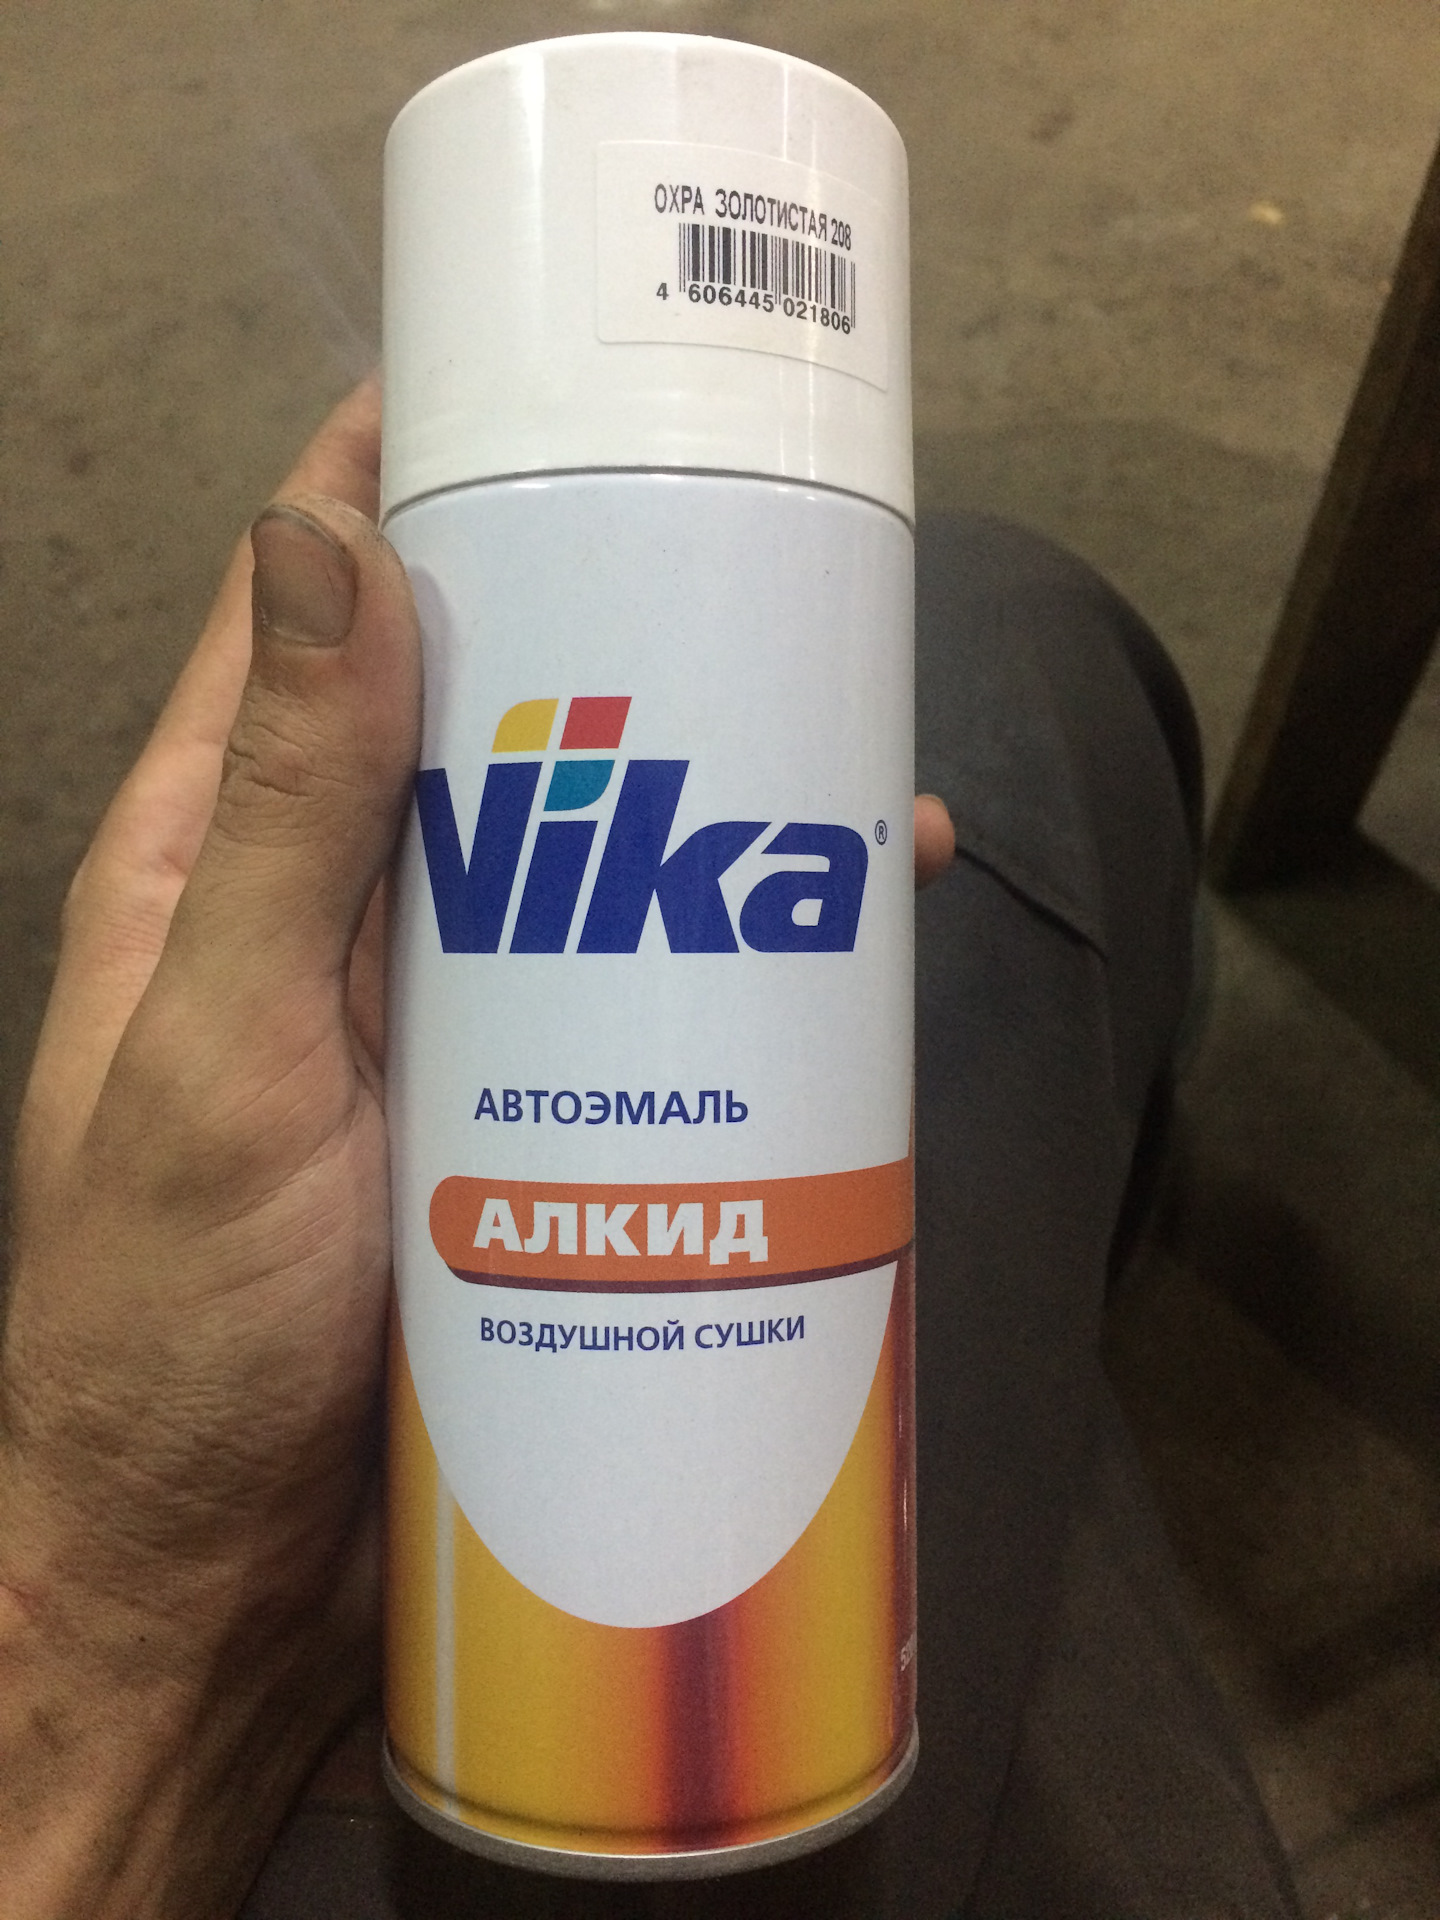 ОХРА ЗОЛОТИСТАЯ 208
4 606445 021806
Vika®
АВТОЭМАЛЬ
АЛКИД
ВОЗДУШНОЙ СУШКИ